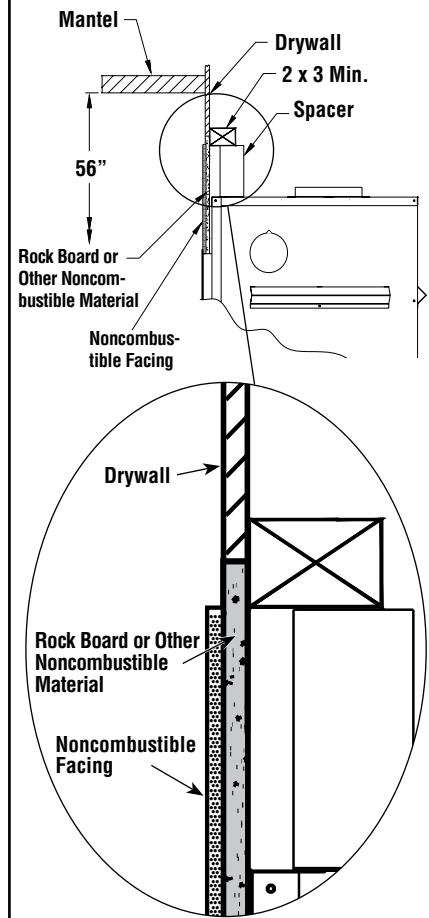 Mantel
Drywall
2 x 3 Min.
Spacer
56”
Rock Board or
Other Noncom-
bustible Material
Noncombus-
tible Facing
Drywall
Rock Board or Other
Noncombustible
Material
Noncombustible
Facing